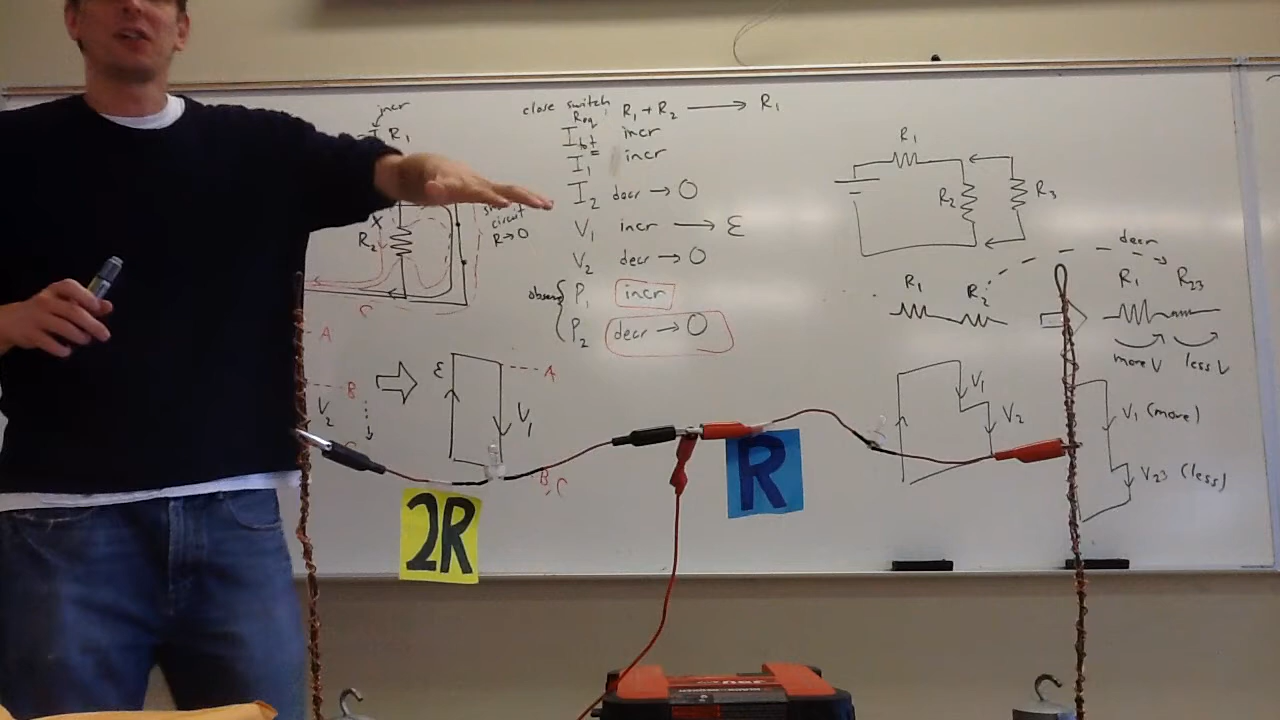 incr
I R₁
X
R₂
short
circuit
R→0
C
A
B
V₂
C
close switch
Req: R₁ + R₂ → R₁
Itot = incr
I₁ incr
I₂ decr → 0
V₁ incr → ε
V₂ decr → 0
observe { P₁ incr
P₂ decr → 0
ε
V₁
A
B, C
2R
R
R₁
R₂
R₃
decr
R₁ R₂
R₁ R₂₃
more V less V
V₁
V₂
V₁ (more)
V₂₃ (less)